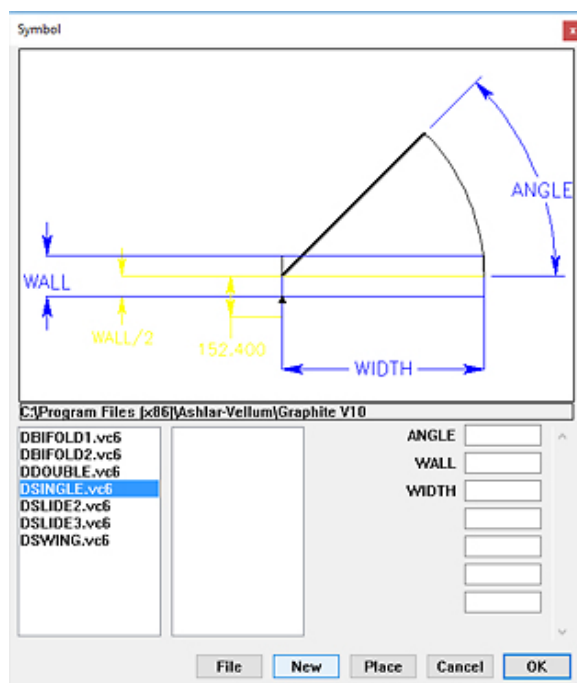 Symbol
x
ANGLE
WALL
WALL/2
152.400
WIDTH
C:\Program Files (x86)\Ashlar-Vellum\Graphite V10
DBIFOLD1.vc6
DBIFOLD2.vc6
DDOUBLE.vc6
DSINGLE.vc6
DSLIDE2.vc6
DSLIDE3.vc6
DSWING.vc6
ANGLE
WALL
WIDTH
File
New
Place
Cancel
OK